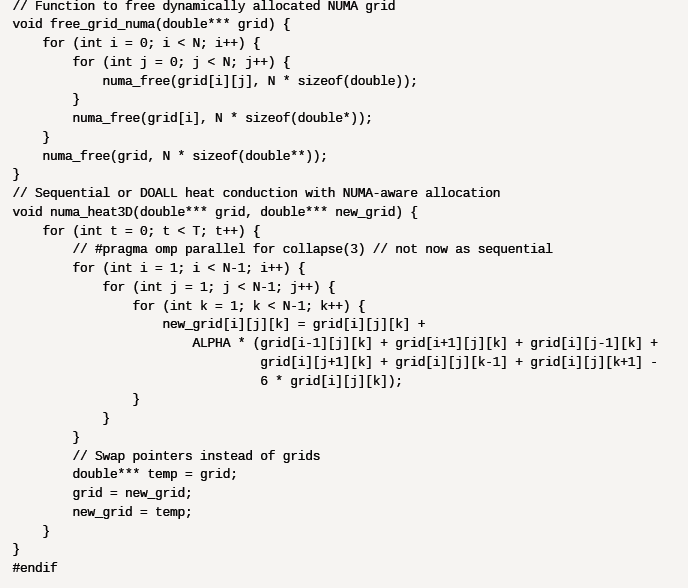 // Function to free dynamically allocated NUMA grid
void free_grid_numa(double*** grid) {
    for (int i = 0; i < N; i++) {
        for (int j = 0; j < N; j++) {
            numa_free(grid[i][j], N * sizeof(double));
        }
        numa_free(grid[i], N * sizeof(double*));
    }
    numa_free(grid, N * sizeof(double**));
}
// Sequential or DOALL heat conduction with NUMA-aware allocation
void numa_heat3D(double*** grid, double*** new_grid) {
    for (int t = 0; t < T; t++) {
        // #pragma omp parallel for collapse(3) // not now as sequential
        for (int i = 1; i < N-1; i++) {
            for (int j = 1; j < N-1; j++) {
                for (int k = 1; k < N-1; k++) {
                    new_grid[i][j][k] = grid[i][j][k] +
                        ALPHA * (grid[i-1][j][k] + grid[i+1][j][k] + grid[i][j-1][k] +
                                 grid[i][j+1][k] + grid[i][j][k-1] + grid[i][j][k+1] -
                                 6 * grid[i][j][k]);
                }
            }
        }
        // Swap pointers instead of grids
        double*** temp = grid;
        grid = new_grid;
        new_grid = temp;
    }
}
#endif